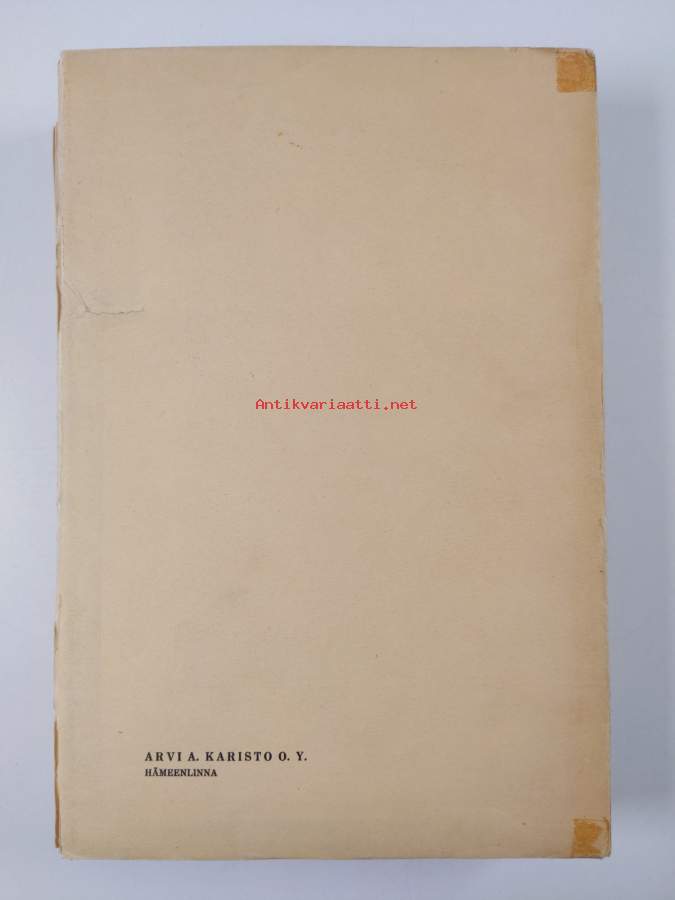 Antikvariaatti.net
ARVI A. KARISTO O. Y.
HÄMEENLINNA